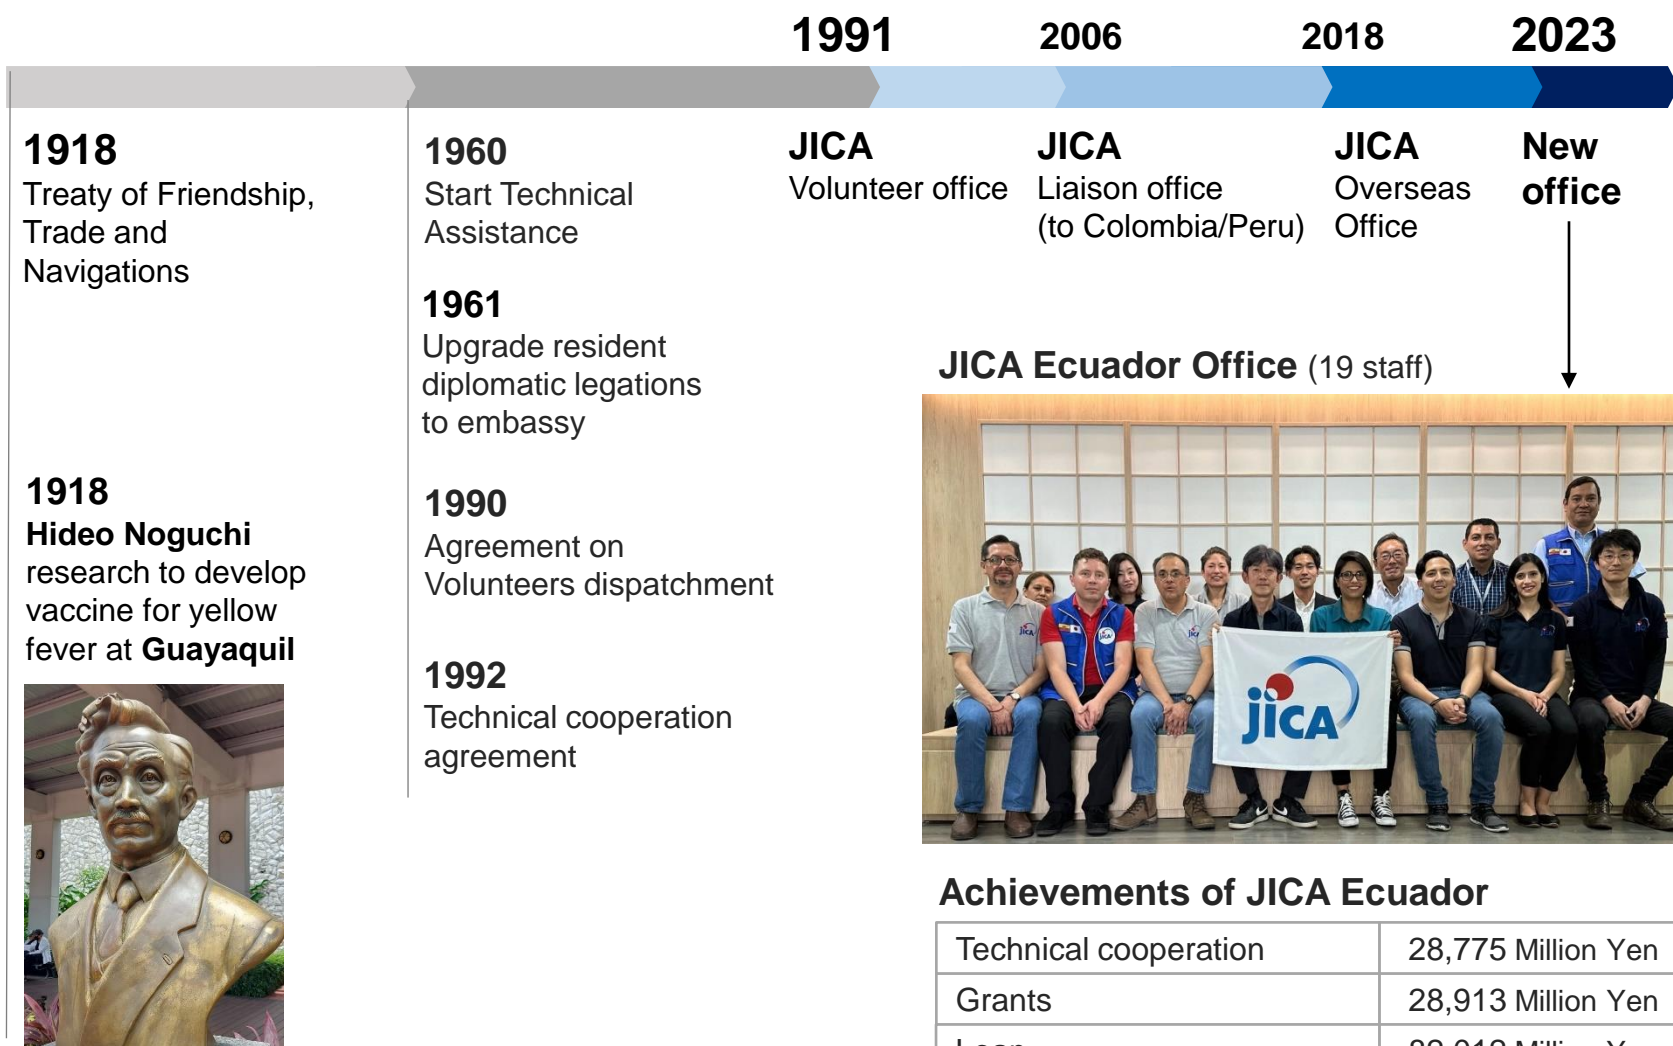 1991
2006
2018
2023
1918
Treaty of Friendship,
Trade and
Navigations
1918
Hideo Noguchi
research to develop
vaccine for yellow
fever at Guayaquil
1960
Start Technical
Assistance
1961
Upgrade resident
diplomatic legations
to embassy
1990
Agreement on
Volunteers dispatchment
1992
Technical cooperation
agreement
JICA
Volunteer office
JICA
Liaison office
(to Colombia/Peru)
JICA
Overseas
Office
New
office
JICA Ecuador Office (19 staff)
JICA
JICA
JICA
JICA
jICA
Achievements of JICA Ecuador
Technical cooperation 28,775 Million Yen
Grants 28,913 Million Yen